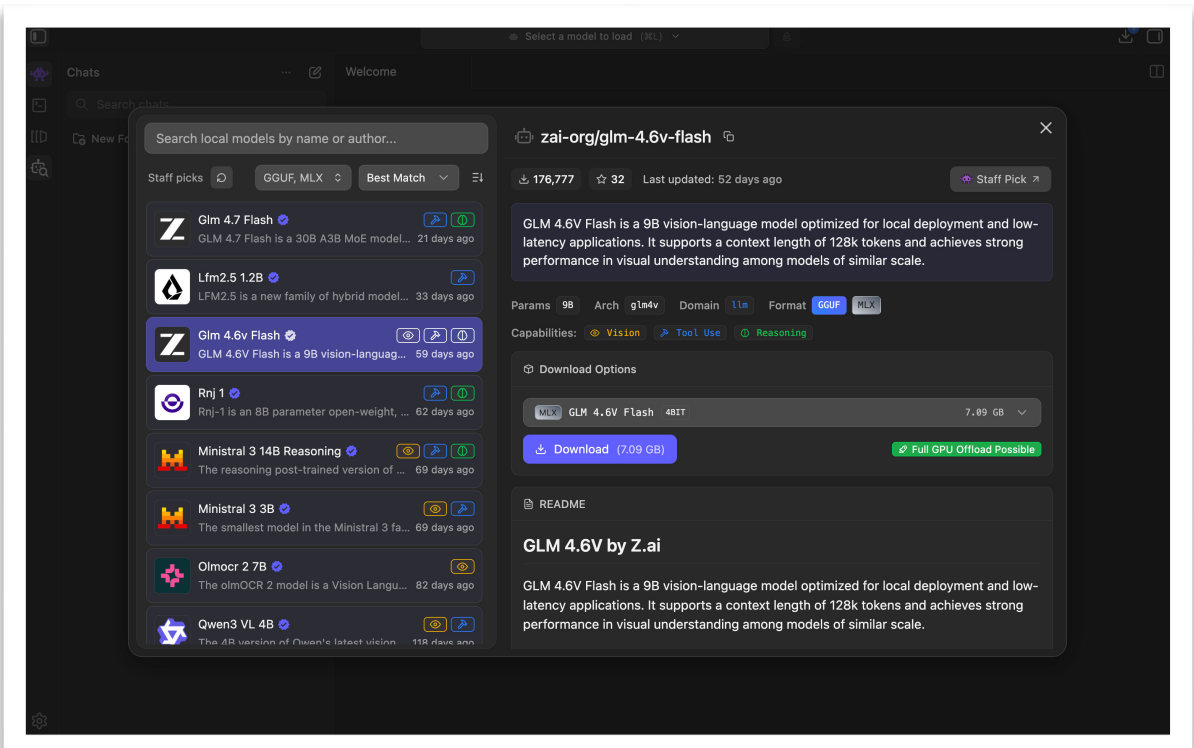 Select a model to load (⌘L)
Chats
Welcome
Search chats
New Fo
Search local models by name or author...
Staff picks
GGUF, MLX
Best Match
Glm 4.7 Flash
GLM 4.7 Flash is a 30B A3B MoE model... 21 days ago
Lfm2.5 1.2B
LFM2.5 is a new family of hybrid model... 33 days ago
Glm 4.6v Flash
GLM 4.6V Flash is a 9B vision-languag... 59 days ago
Rnj 1
Rnj-1 is an 8B parameter open-weight, ... 62 days ago
Ministral 3 14B Reasoning
The reasoning post-trained version of ... 69 days ago
Ministral 3 3B
The smallest model in the Ministral 3 fa... 69 days ago
Olmocr 2 7B
The olmOCR 2 model is a Vision Langu... 82 days ago
Qwen3 VL 4B
The 4B version of Qwen's latest vision 118 days ago
zai-org/glm-4.6v-flash
176,777 32 Last updated: 52 days ago
Staff Pick
GLM 4.6V Flash is a 9B vision-language model optimized for local deployment and low-
latency applications. It supports a context length of 128k tokens and achieves strong
performance in visual understanding among models of similar scale.
Params 9B Arch glm4v Domain llm Format GGUF MLX
Capabilities: Vision Tool Use Reasoning
Download Options
MLX GLM 4.6V Flash 4BIT 7.09 GB
Download (7.09 GB)
Full GPU Offload Possible
README
GLM 4.6V by Z.ai
GLM 4.6V Flash is a 9B vision-language model optimized for local deployment and low-
latency applications. It supports a context length of 128k tokens and achieves strong
performance in visual understanding among models of similar scale.